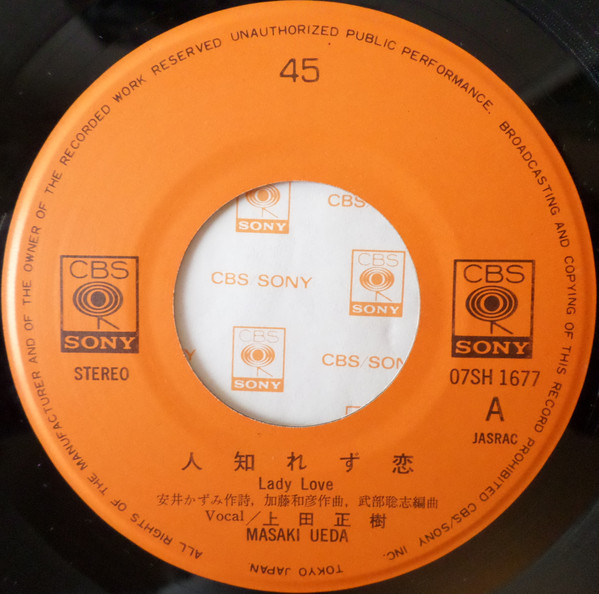 ALL RIGHTS OF THE MANUFACTURER AND OF THE OWNER OF THE RECORDED WORK RESERVED UNAUTHORIZED PUBLIC PERFORMANCE. BROADCASTING AND COPYING OF THIS RECORD PROHIBITED CBS/SONY INC.
TOKYO JAPAN
45
CBS
SONY
STEREO
CBS
SONY
07SH 1677
A
JASRAC
SONY
CBS
CBS SONY
CBS
SONY
CBS
SONY
CBS/SON
人知れず恋
Lady Love
安井かずみ作詩, 加藤和彦作曲, 武部聡志編曲
Vocal/上田正樹
MASAKI UEDA